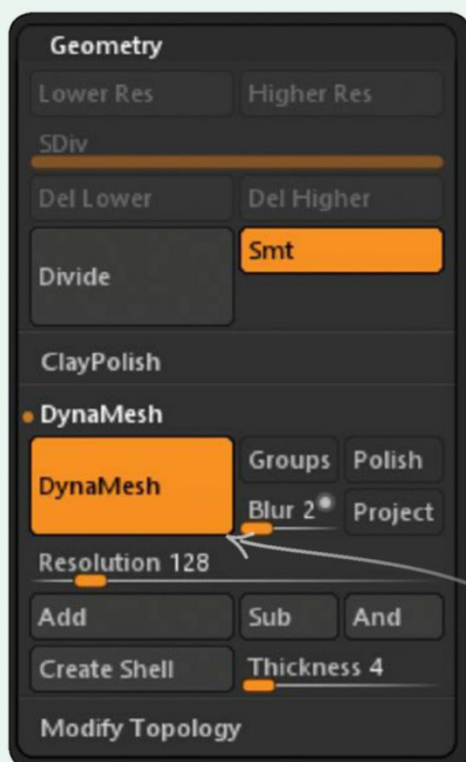 Geometry
Lower Res Higher Res
SDiv
Del Lower Del Higher
Divide Smt
ClayPolish
DynaMesh
DynaMesh Groups Polish
Blur 2 Project
Resolution 128
Add Sub And
Create Shell Thickness 4
Modify Topology